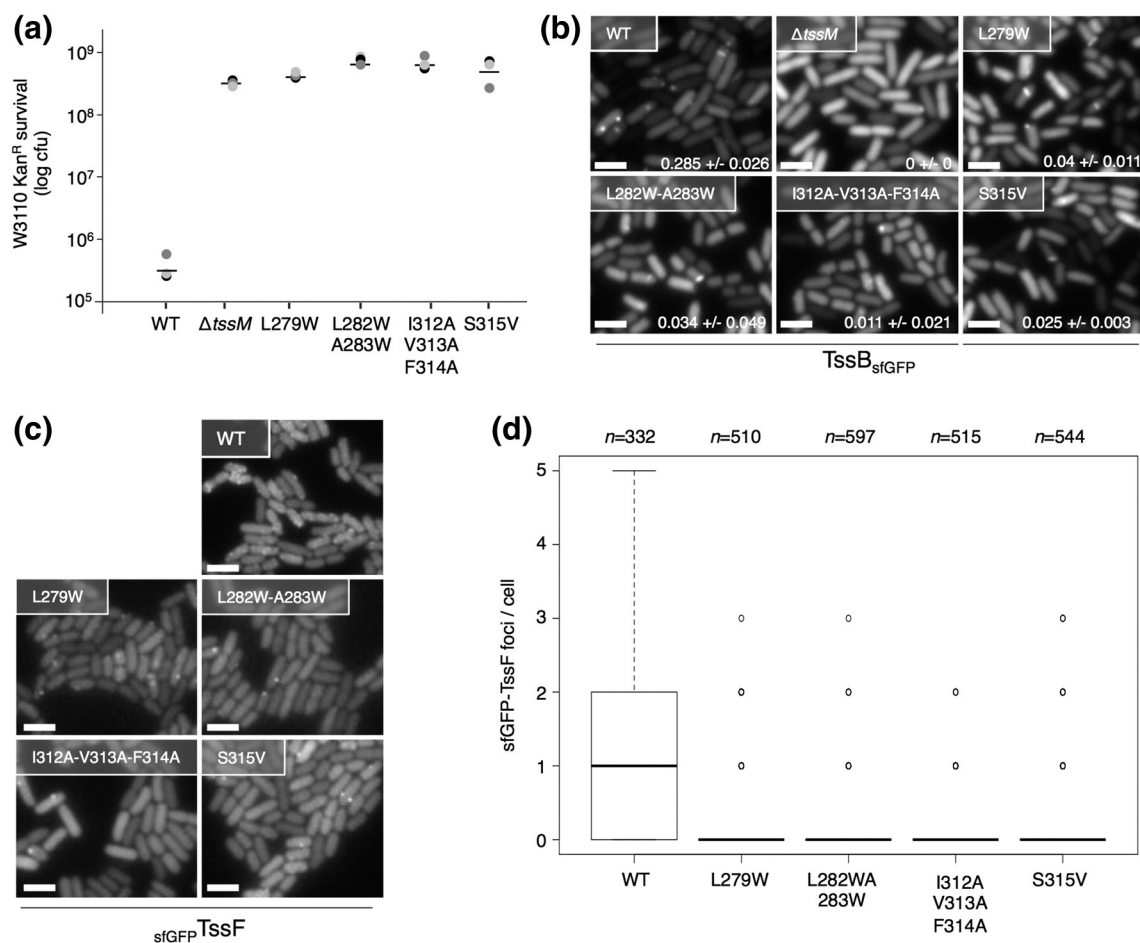 (a)
W3110 Kanᴿ survival
(log cfu)
10⁹
10⁸
10⁷
10⁶
10⁵
WT
ΔtssM
L279W
L282W
A283W
I312A
V313A
F314A
S315V
(b)
WT
ΔtssM
L279W
0.285 +/- 0.026
0 +/- 0
0.04 +/- 0.011
L282W-A283W
I312A-V313A-F314A
S315V
0.034 +/- 0.049
0.011 +/- 0.021
0.025 +/- 0.003
TssBsfGFP
(c)
WT
L279W
L282W-A283W
I312A-V313A-F314A
S315V
sfGFPTssF
(d)
n=332
n=510
n=597
n=515
n=544
sfGFP-TssF foci / cell
5
4
3
2
1
0
WT
L279W
L282WA
283W
I312A
V313A
F314A
S315V